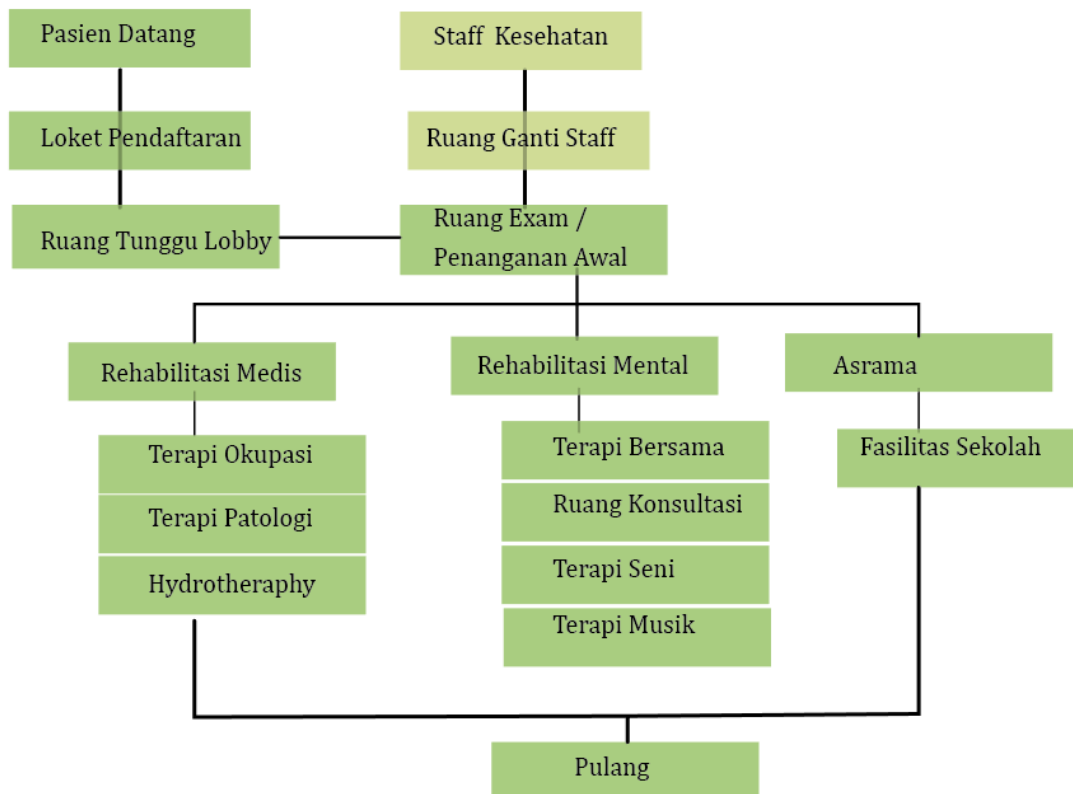 Pasien Datang
Staff Kesehatan
Loket Pendaftaran
Ruang Ganti Staff
Ruang Tunggu Lobby
Ruang Exam /
Penanganan Awal
Rehabilitasi Medis
Rehabilitasi Mental
Asrama
Terapi Okupasi
Terapi Patologi
Hydrotheraphy
Terapi Bersama
Ruang Konsultasi
Terapi Seni
Terapi Musik
Fasilitas Sekolah
Pulang